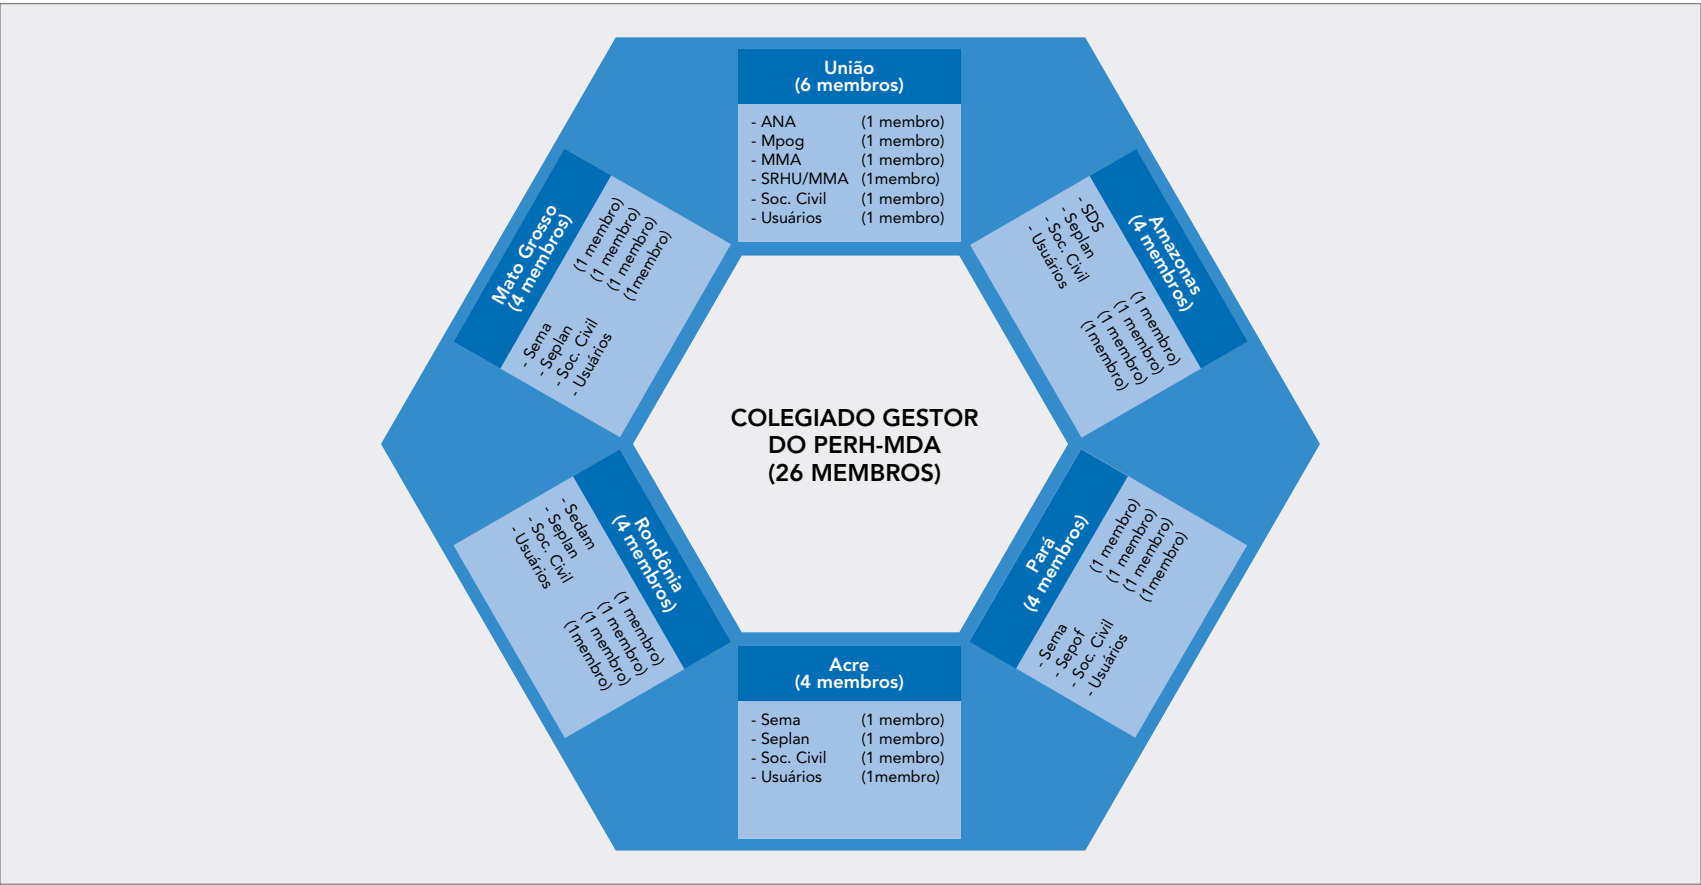 União
(6 membros)
- ANA (1 membro)
- Mpog (1 membro)
- MMA (1 membro)
- SRHU/MMA (1membro)
- Soc. Civil (1 membro)
- Usuários (1 membro)
Amazonas
(4 membros)
- SDS (1 membro)
- Seplan (1 membro)
- Soc. Civil (1 membro)
- Usuários (1membro)
Pará
(4 membros)
- Sema (1 membro)
- Sepof (1 membro)
- Soc. Civil (1 membro)
- Usuários (1membro)
Acre
(4 membros)
- Sema (1 membro)
- Seplan (1 membro)
- Soc. Civil (1 membro)
- Usuários (1membro)
Rondônia
(4 membros)
- Sedam (1 membro)
- Seplan (1 membro)
- Soc. Civil (1 membro)
- Usuários (1membro)
Mato Grosso
(4 membros)
- Sema (1 membro)
- Seplan (1 membro)
- Soc. Civil (1 membro)
- Usuários (1membro)
COLEGIADO GESTOR
DO PERH-MDA
(26 MEMBROS)